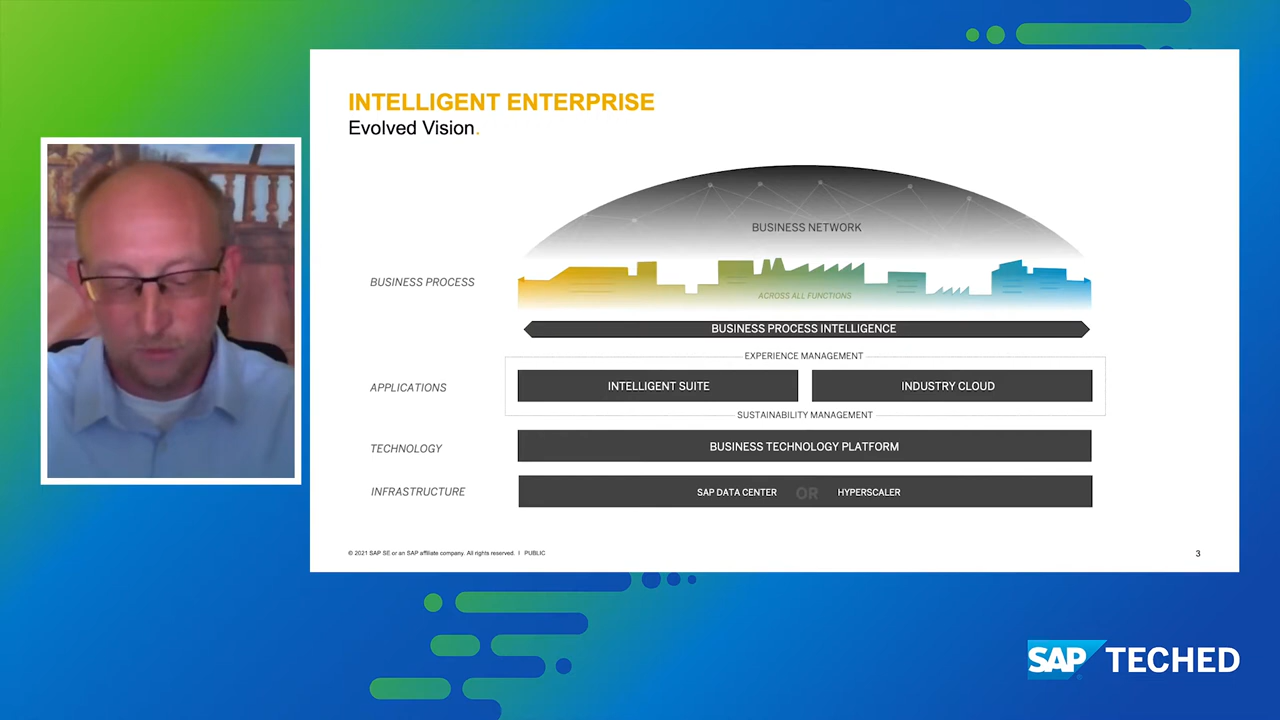 INTELLIGENT ENTERPRISE
Evolved Vision.
BUSINESS NETWORK
BUSINESS PROCESS
ACROSS ALL FUNCTIONS
BUSINESS PROCESS INTELLIGENCE
EXPERIENCE MANAGEMENT
APPLICATIONS
INTELLIGENT SUITE
INDUSTRY CLOUD
SUSTAINABILITY MANAGEMENT
TECHNOLOGY
BUSINESS TECHNOLOGY PLATFORM
INFRASTRUCTURE
SAP DATA CENTER OR HYPERSCALER
© 2021 SAP SE or an SAP affiliate company. All rights reserved. I PUBLIC
3
SAP TECHED